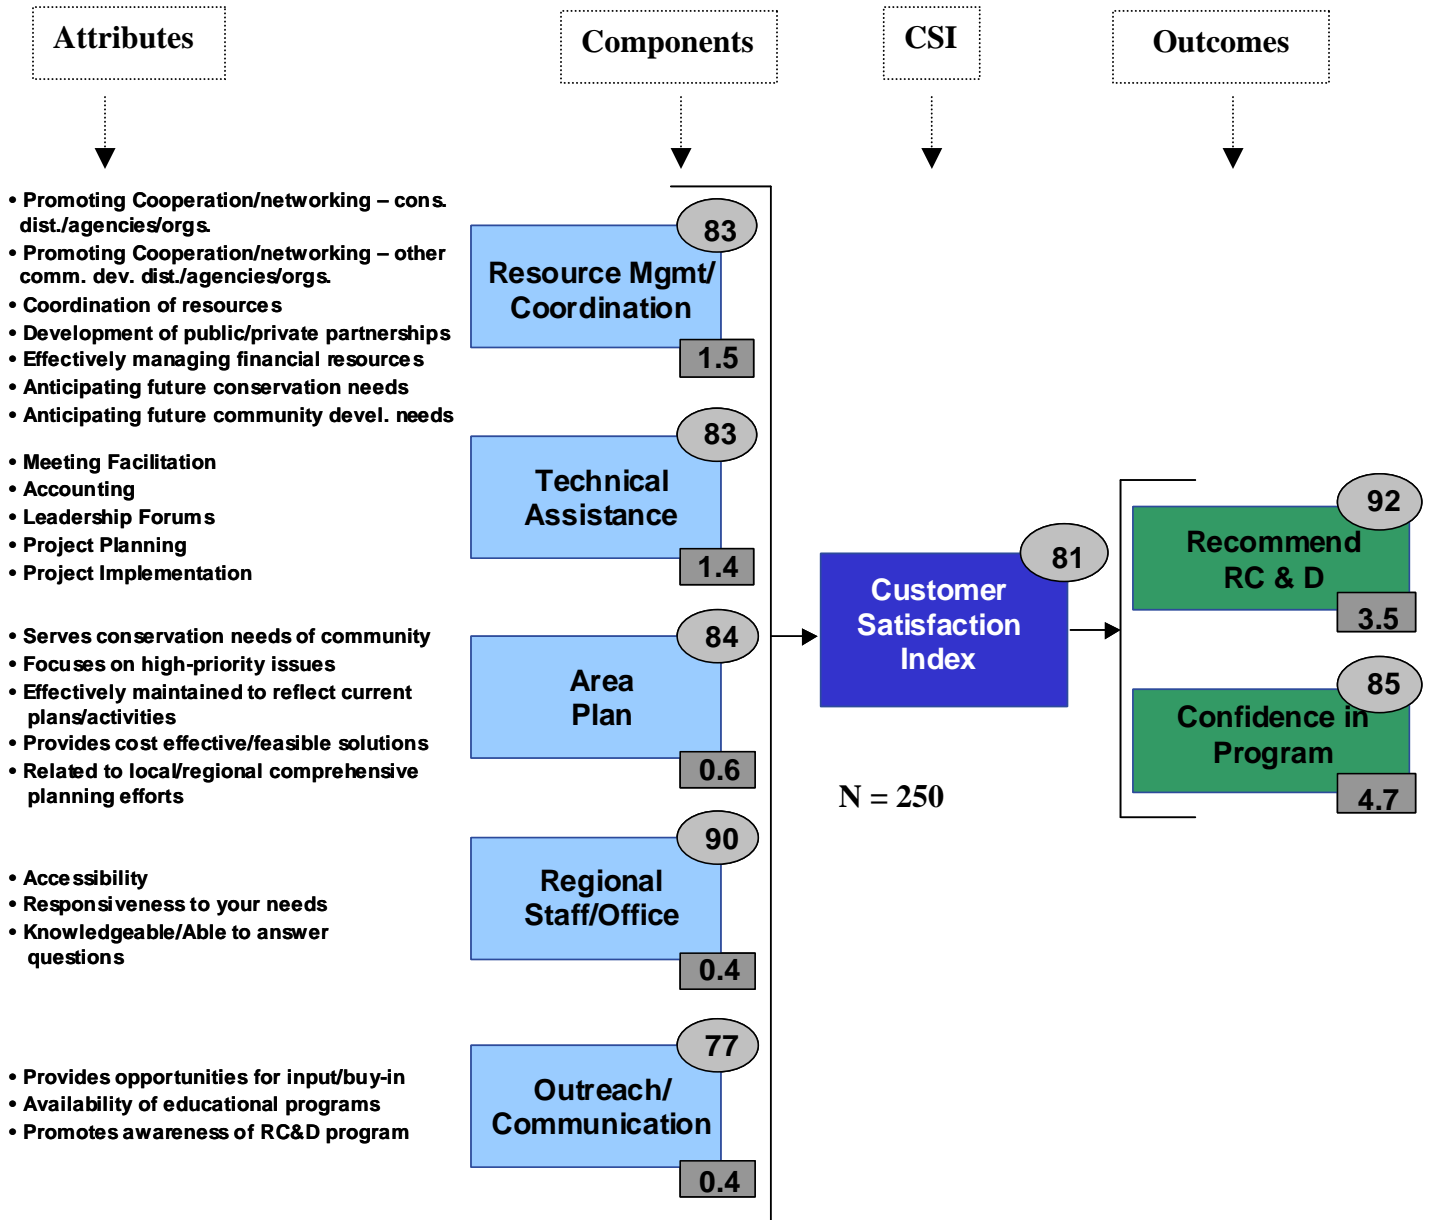 Attributes
Components
CSI
Outcomes
• Promoting Cooperation/networking – cons.
dist./agencies/orgs.
• Promoting Cooperation/networking – other
comm. dev. dist./agencies/orgs.
• Coordination of resources
• Development of public/private partnerships
• Effectively managing financial resources
• Anticipating future conservation needs
• Anticipating future community devel. needs
83
Resource Mgmt/
Coordination
1.5
• Meeting Facilitation
• Accounting
• Leadership Forums
• Project Planning
• Project Implementation
83
Technical
Assistance
1.4
• Serves conservation needs of community
• Focuses on high-priority issues
• Effectively maintained to reflect current
plans/activities
• Provides cost effective/feasible solutions
• Related to local/regional comprehensive
planning efforts
84
Area
Plan
0.6
• Accessibility
• Responsiveness to your needs
• Knowledgeable/Able to answer
questions
90
Regional
Staff/Office
0.4
• Provides opportunities for input/buy-in
• Availability of educational programs
• Promotes awareness of RC&D program
77
Outreach/
Communication
0.4
81
Customer
Satisfaction
Index
N = 250
92
Recommend
RC & D
3.5
85
Confidence in
Program
4.7